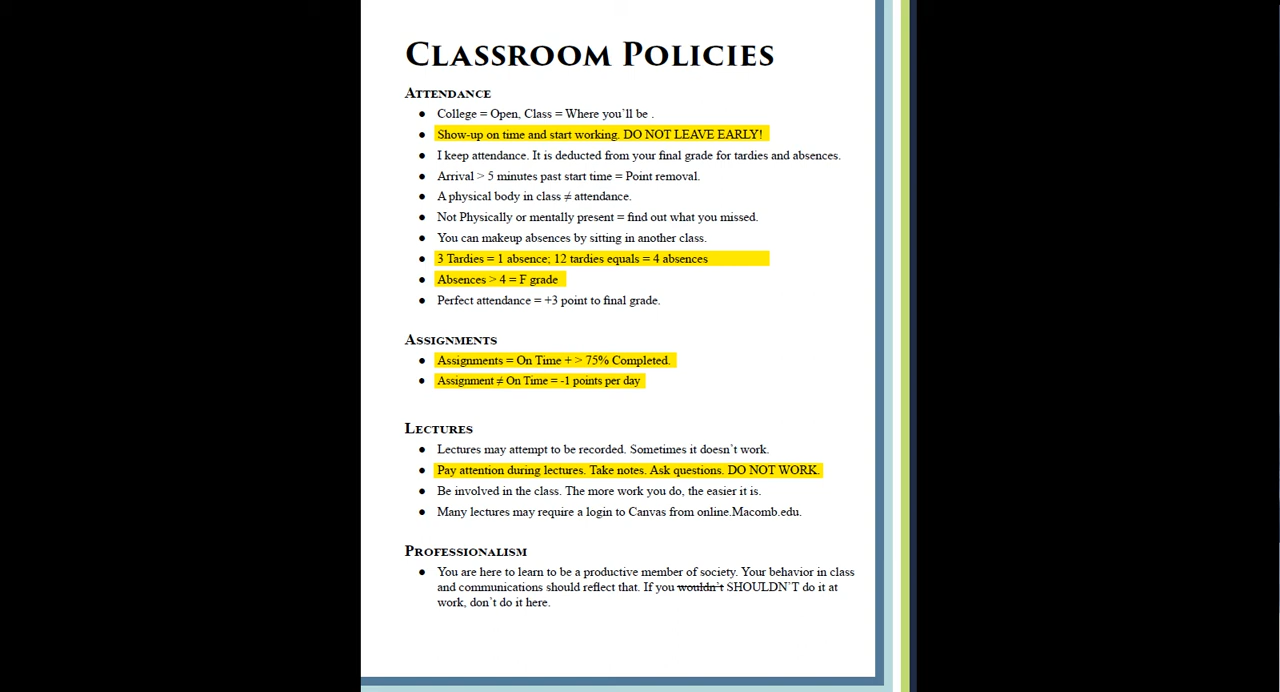 Classroom Policies
Attendance
● College = Open, Class = Where you'll be .
● Show-up on time and start working. DO NOT LEAVE EARLY!
● I keep attendance. It is deducted from your final grade for tardies and absences.
● Arrival > 5 minutes past start time = Point removal.
● A physical body in class ≠ attendance.
● Not Physically or mentally present = find out what you missed.
● You can makeup absences by sitting in another class.
● 3 Tardies = 1 absence; 12 tardies equals = 4 absences
● Absences > 4 = F grade
● Perfect attendance = +3 point to final grade.
Assignments
● Assignments = On Time + > 75% Completed.
● Assignment ≠ On Time = -1 points per day
Lectures
● Lectures may attempt to be recorded. Sometimes it doesn't work.
● Pay attention during lectures. Take notes. Ask questions. DO NOT WORK.
● Be involved in the class. The more work you do, the easier it is.
● Many lectures may require a login to Canvas from online.Macomb.edu.
Professionalism
● You are here to learn to be a productive member of society. Your behavior in class
and communications should reflect that. If you wouldn't SHOULDN'T do it at
work, don't do it here.